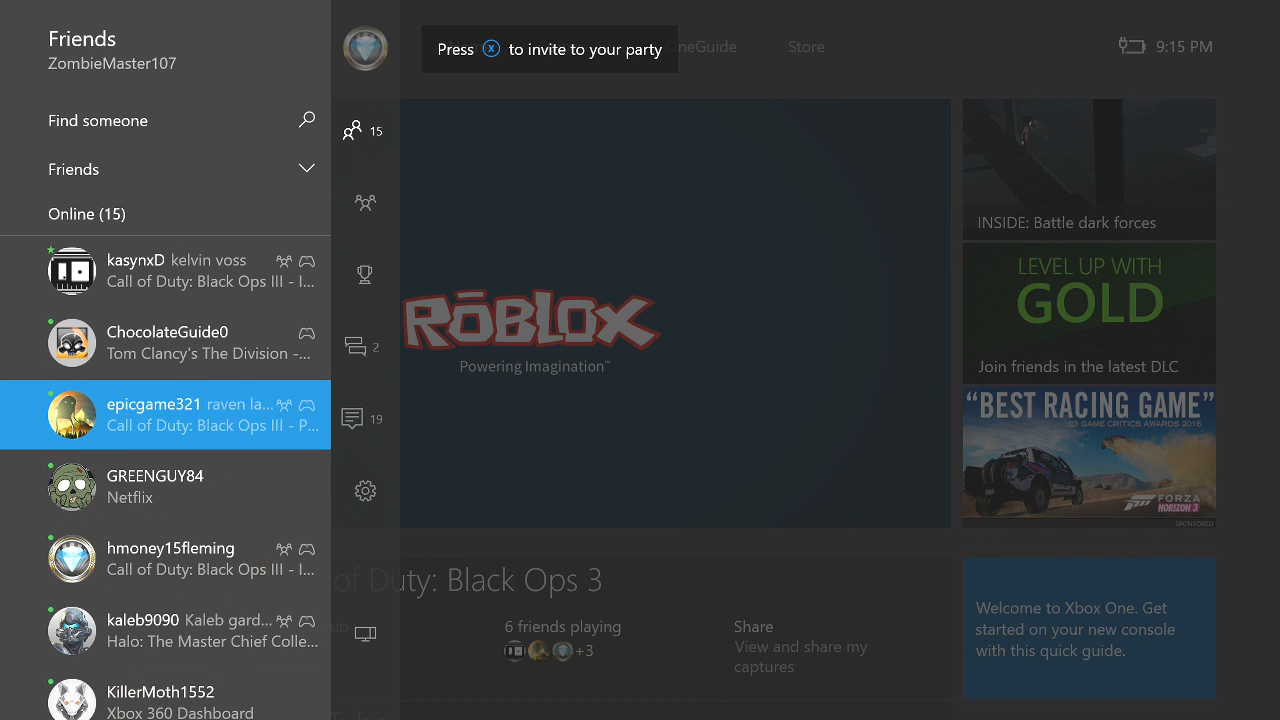 Friends
ZombieMaster107
Find someone
Friends
Online (15)
kasynxD kelvin voss
Call of Duty: Black Ops III - I...
ChocolateGuide0
Tom Clancy's The Division -...
epicgame321 raven la...
Call of Duty: Black Ops III - P...
GREENGUY84
Netflix
hmoney15fleming
Call of Duty: Black Ops III - I...
kaleb9090 Kaleb gard...
Halo: The Master Chief Colle...
KillerMoth1552
Xbox 360 Dashboard
15
2
19
Press X to invite to your party
neGuide
Store
9:15 PM
ROBLOX
Powering Imagination™
INSIDE: Battle dark forces
LEVEL UP WITH
GOLD
Join friends in the latest DLC
"BEST RACING GAME"
E3 GAME CRITICS AWARDS 2016
FORZA
HORIZON 3
SPONSORED
of Duty: Black Ops 3
ub
6 friends playing
+3
Share
View and share my
captures
Welcome to Xbox One. Get
started on your new console
with this quick guide.